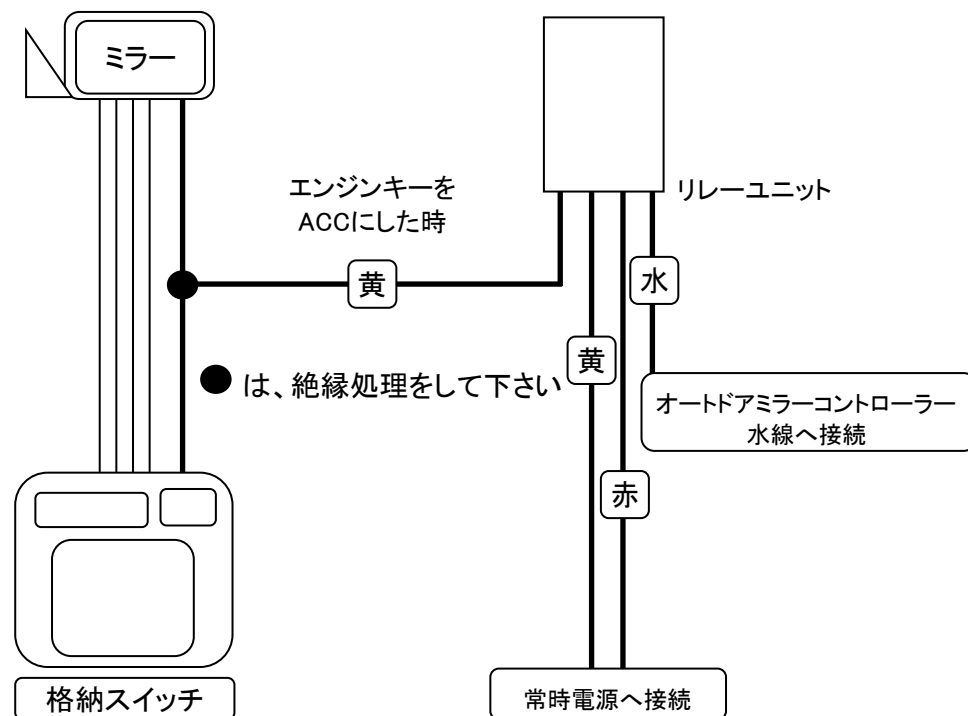 ミラー
エンジンキーを
ACCにした時
リレーユニット
黄
水
黄
●は、絶縁処理をして下さい
オートドアミラーコントローラー
水線へ接続
赤
格納スイッチ
常時電源へ接続